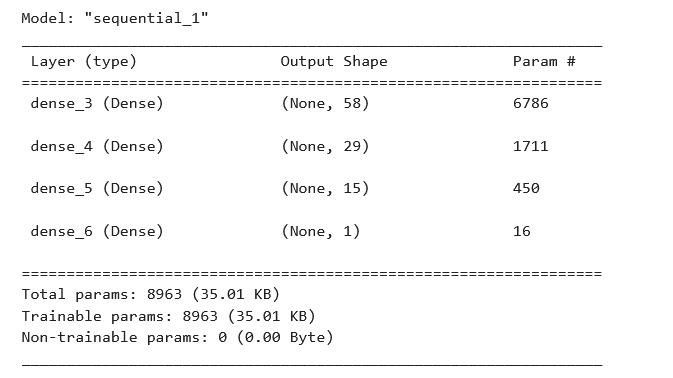 Model: "sequential_1"
Layer (type) Output Shape Param #
dense_3 (Dense) (None, 58) 6786
dense_4 (Dense) (None, 29) 1711
dense_5 (Dense) (None, 15) 450
dense_6 (Dense) (None, 1) 16
Total params: 8963 (35.01 KB)
Trainable params: 8963 (35.01 KB)
Non-trainable params: 0 (0.00 Byte)